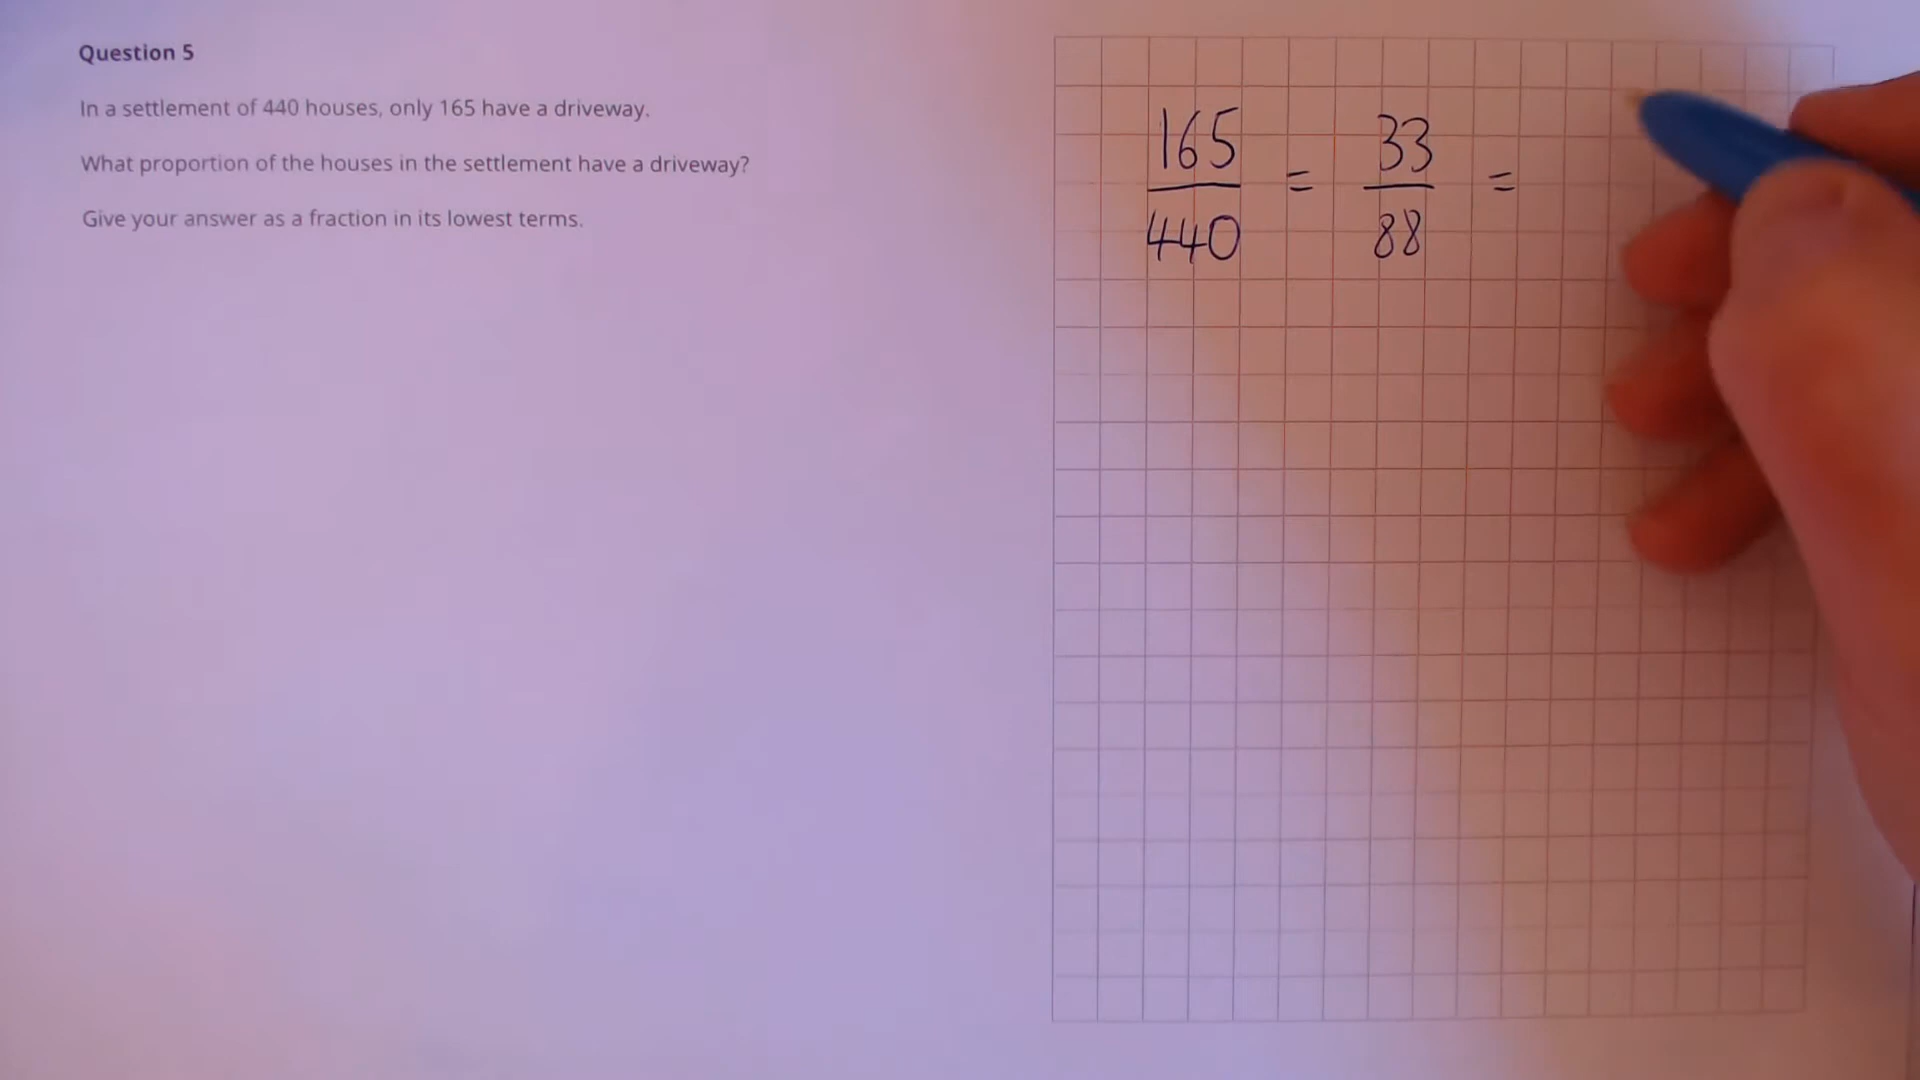 Question 5
In a settlement of 440 houses, only 165 have a driveway.
What proportion of the houses in the settlement have a driveway?
Give your answer as a fraction in its lowest terms.
165/440 = 33/88 =